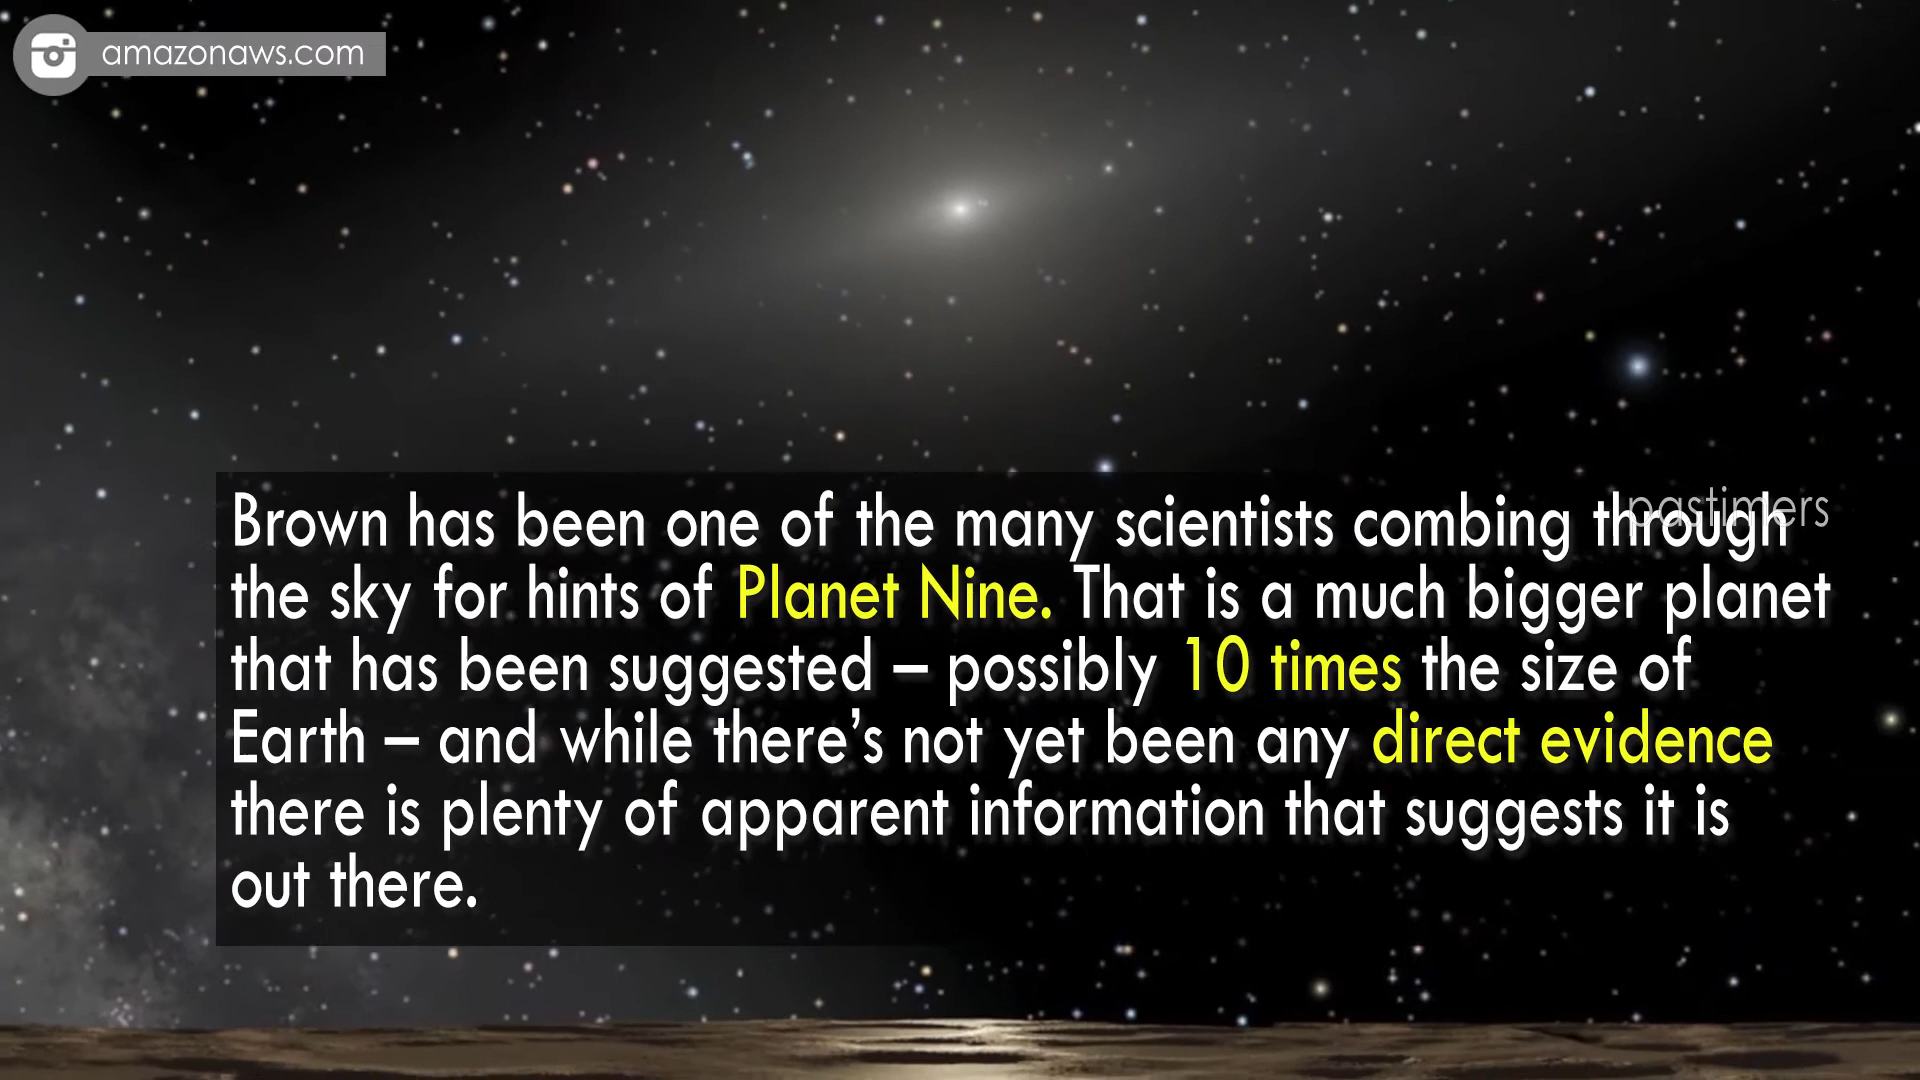 amazonaws.com
pastimers
Brown has been one of the many scientists combing through
the sky for hints of Planet Nine. That is a much bigger planet
that has been suggested – possibly 10 times the size of
Earth – and while there’s not yet been any direct evidence
there is plenty of apparent information that suggests it is
out there.